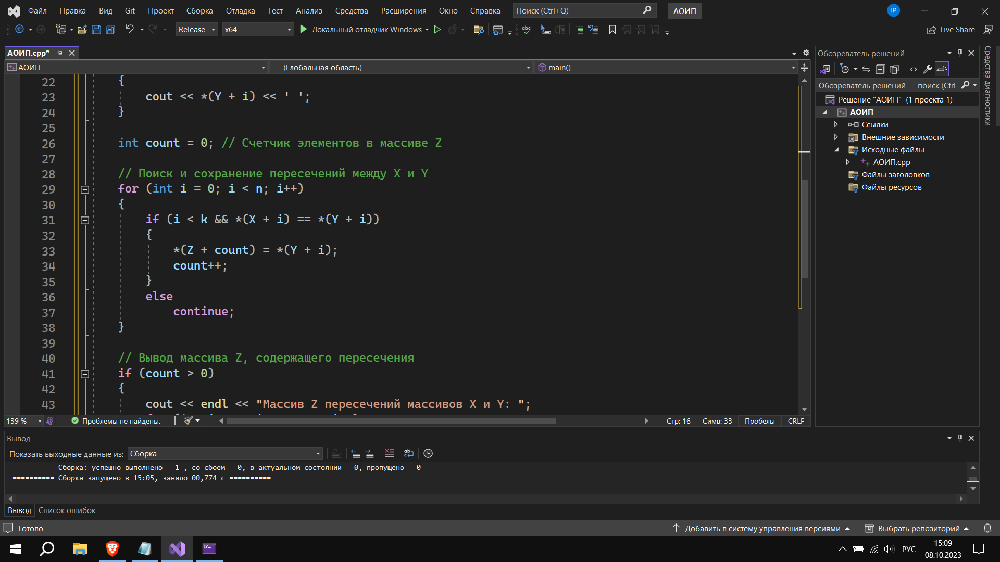 Файл Правка Вид Git Проект Сборка Отладка Тест Анализ Средства Расширения Окно Справка Поиск (Ctrl+Q) АОИП IP
Release x64 Локальный отладчик Windows Live Share
АОИП.cpp*
АОИП (Глобальная область) main()
22 {
23 cout << *(Y + i) << ' ';
24 }
25
26 int count = 0; // Счетчик элементов в массиве Z
27
28 // Поиск и сохранение пересечений между X и Y
29 for (int i = 0; i < n; i++)
30 {
31 if (i < k && *(X + i) == *(Y + i))
32 {
33 *(Z + count) = *(Y + i);
34 count++;
35 }
36 else
37 continue;
38 }
39
40 // Вывод массива Z, содержащего пересечения
41 if (count > 0)
42 {
43 cout << endl << "Массив Z пересечений массивов X и Y: ";
139 % Проблемы не найдены. Стр: 16 Симв: 33 Пробелы CRLF
Обозреватель решений
Обозреватель решений — поиск (Ctrl
Решение "АОИП" (1 проекта 1)
АОИП
Ссылки
Внешние зависимости
Исходные файлы
АОИП.cpp
Файлы заголовков
Файлы ресурсов
Средства диагностики
Вывод
Показать выходные данные из: Сборка
========== Сборка: успешно выполнено — 1 , со сбоем — 0, в актуальном состоянии — 0, пропущено — 0 ==========
========== Сборка запущено в 15:05, заняло 00,774 с ==========
Вывод Список ошибок
Готово Добавить в систему управления версиями Выбрать репозиторий
РУС 15:09
08.10.2023